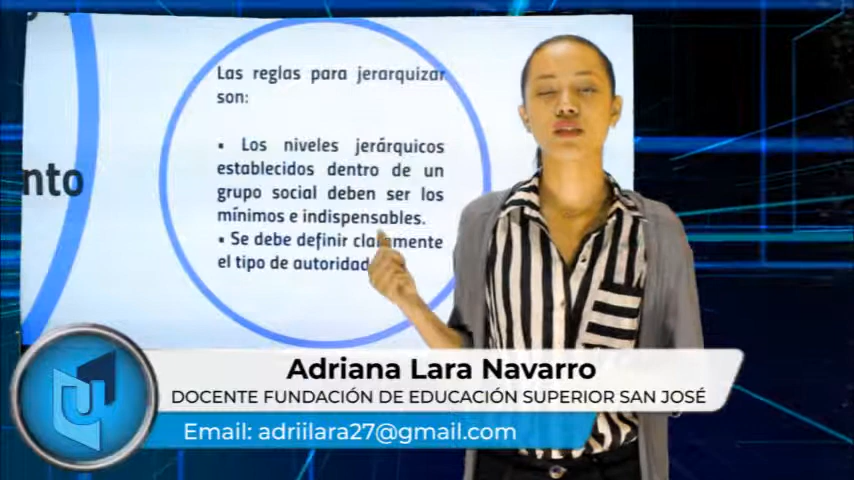 nto
Las reglas para jerarquizar
son:
▪ Los niveles jerárquicos
establecidos dentro de un
grupo social deben ser los
mínimos e indispensables.
▪ Se debe definir claramente
el tipo de autoridad
Adriana Lara Navarro
DOCENTE FUNDACIÓN DE EDUCACIÓN SUPERIOR SAN JOSÉ
Email: adriilara27@gmail.com